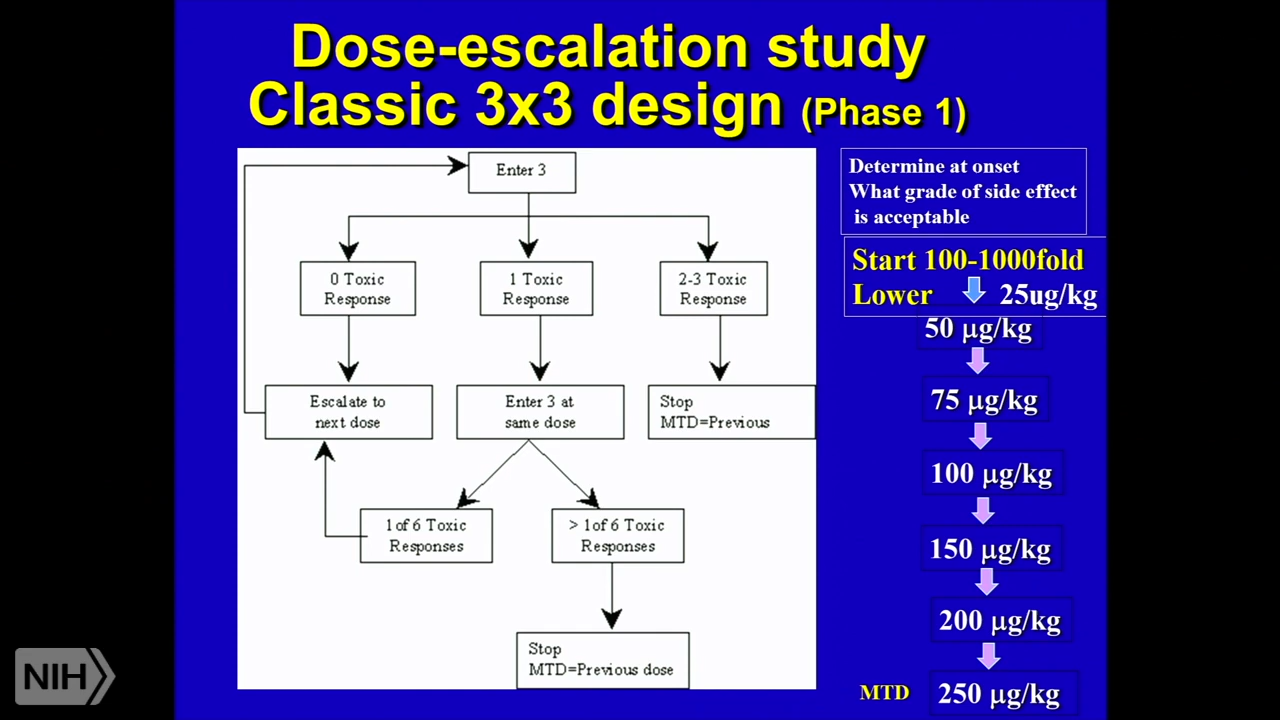 Dose-escalation study
Classic 3x3 design (Phase 1)
Enter 3
0 Toxic
Response
1 Toxic
Response
2-3 Toxic
Response
Escalate to
next dose
Enter 3 at
same dose
Stop
MTD=Previous
1 of 6 Toxic
Responses
> 1 of 6 Toxic
Responses
Stop
MTD=Previous dose
Determine at onset
What grade of side effect
is acceptable
Start 100-1000fold
Lower 25ug/kg
50 µg/kg
75 µg/kg
100 µg/kg
150 µg/kg
200 µg/kg
MTD 250 µg/kg
NIH